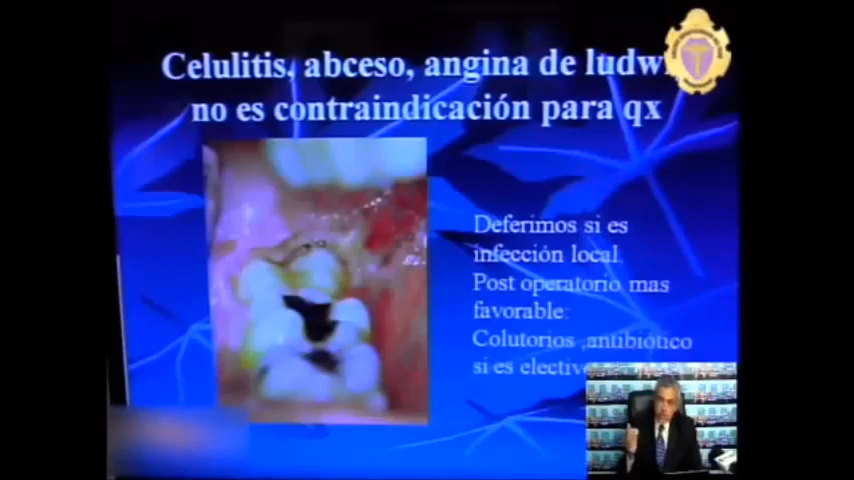 Celulitis, abceso, angina de ludw
no es contraindicación para qx
Deferimos si es
infección local
Post operatorio mas
favorable:
Colutorios ,antibiótico
si es electiv